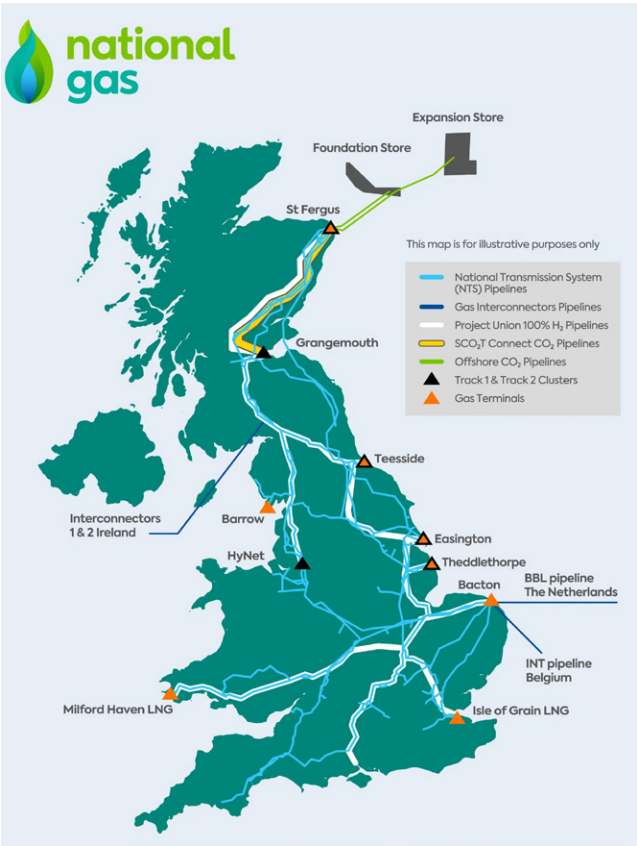 national
gas
Expansion Store
Foundation Store
St Fergus
This map is for illustrative purposes only
National Transmission System
(NTS) Pipelines
Gas Interconnectors Pipelines
Project Union 100% H₂ Pipelines
SCO₂T Connect CO₂ Pipelines
Offshore CO₂ Pipelines
Track 1 & Track 2 Clusters
Gas Terminals
Grangemouth
Teesside
Interconnectors
1 & 2 Ireland
Barrow
Easington
HyNet
Theddlethorpe
Bacton
BBL pipeline
The Netherlands
INT pipeline
Belgium
Milford Haven LNG
Isle of Grain LNG